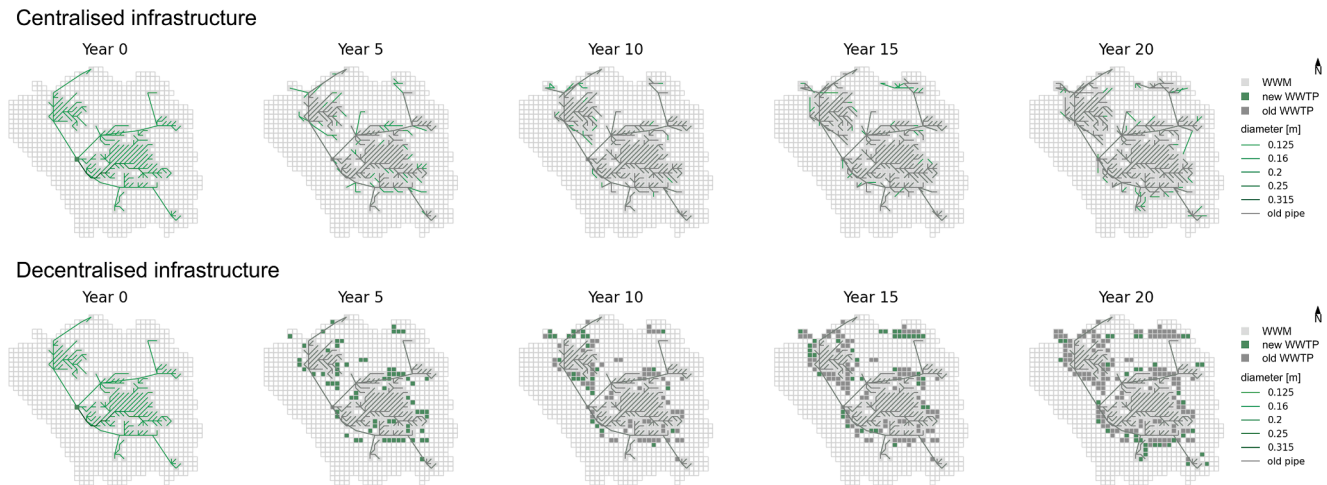 Centralised infrastructure
Year 0
Year 5
Year 10
Year 15
Year 20
N
WWM
new WWTP
old WWTP
diameter [m]
0.125
0.16
0.2
0.25
0.315
old pipe
Decentralised infrastructure
Year 0
Year 5
Year 10
Year 15
Year 20
N
WWM
new WWTP
old WWTP
diameter [m]
0.125
0.16
0.2
0.25
0.315
old pipe